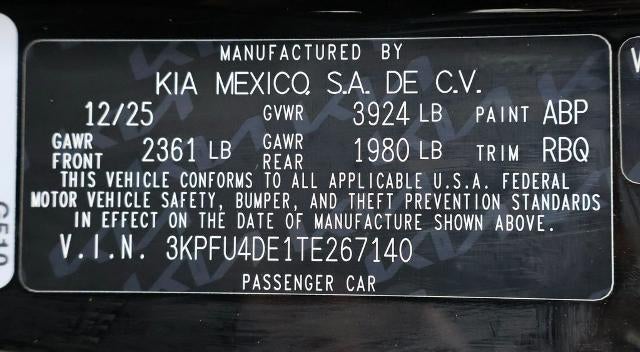 MANUFACTURED BY
KIA MEXICO, S.A. DE C.V.
12/25 GVWR 3924 LB PAINT ABP
GAWR FRONT 2361 LB GAWR REAR 1980 LB TRIM RBQ
THIS VEHICLE CONFORMS TO ALL APPLICABLE U.S.A. FEDERAL
MOTOR VEHICLE SAFETY, BUMPER, AND THEFT PREVENTION STANDARDS
IN EFFECT ON THE DATE OF MANUFACTURE SHOWN ABOVE.
V.I.N. 3KPFU4DE1TE267140
PASSENGER CAR